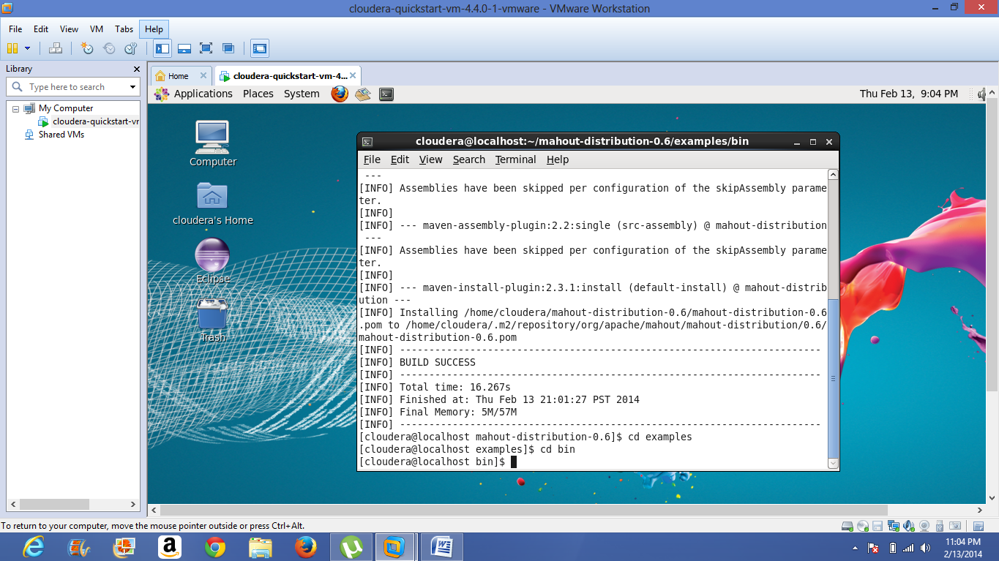 cloudera-quickstart-vm-4.4.0-1-vmware - VMware Workstation
File Edit View VM Tabs Help
Library
Type here to search
My Computer
cloudera-quickstart-vr
Shared VMs
Home
cloudera-quickstart-vm-4...
Applications Places System
Thu Feb 13, 9:04 PM
Computer
cloudera's Home
Eclipse
Trash
cloudera@localhost:~/mahout-distribution-0.6/examples/bin
File Edit View Search Terminal Help
---
[INFO] Assemblies have been skipped per configuration of the skipAssembly parame
ter.
[INFO]
[INFO] --- maven-assembly-plugin:2.2:single (src-assembly) @ mahout-distribution
---
[INFO] Assemblies have been skipped per configuration of the skipAssembly parame
ter.
[INFO]
[INFO] --- maven-install-plugin:2.3.1:install (default-install) @ mahout-distrib
ution ---
[INFO] Installing /home/cloudera/mahout-distribution-0.6/mahout-distribution-0.6
.pom to /home/cloudera/.m2/repository/org/apache/mahout/mahout-distribution/0.6/
mahout-distribution-0.6.pom
[INFO] ------------------------------------------------------------------------
[INFO] BUILD SUCCESS
[INFO] ------------------------------------------------------------------------
[INFO] Total time: 16.267s
[INFO] Finished at: Thu Feb 13 21:01:27 PST 2014
[INFO] Final Memory: 5M/57M
[INFO] ------------------------------------------------------------------------
[cloudera@localhost mahout-distribution-0.6]$ cd examples
[cloudera@localhost examples]$ cd bin
[cloudera@localhost bin]$
To return to your computer, move the mouse pointer outside or press Ctrl+Alt.
11:04 PM
2/13/2014